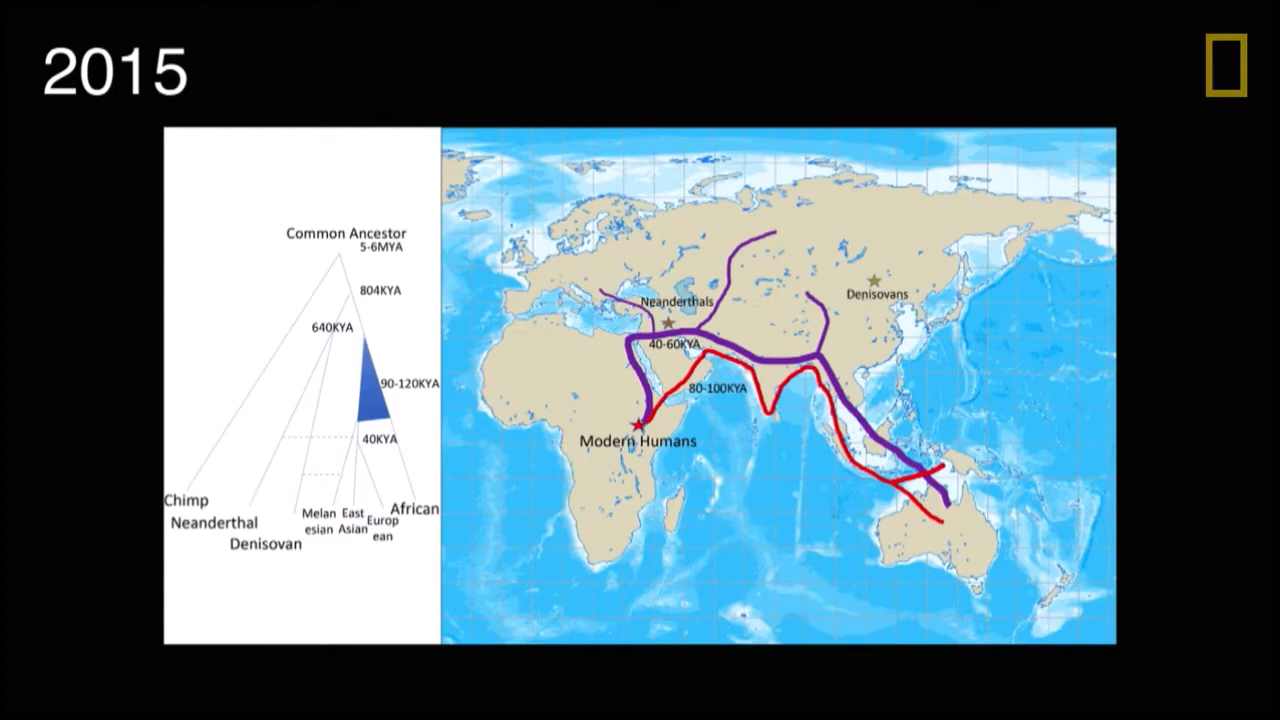 2015
Common Ancestor
5-6MYA
804KYA
640KYA
90-120KYA
40KYA
Chimp
Neanderthal
Denisovan
Melan
esian
East
Asian
Europ
ean
African
Neanderthals
Denisovans
40-60KYA
80-100KYA
Modern Humans